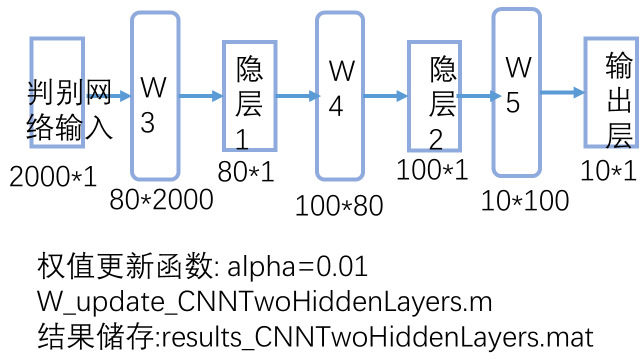 判别网
络输入
2000*1
W
3
80*2000
隐
层
1
80*1
W
4
100*80
隐
层
2
100*1
W
5
10*100
输
出
层
10*1
权值更新函数: alpha=0.01
W_update_CNNTwoHiddenLayers.m
结果储存:results_CNNTwoHiddenLayers.mat